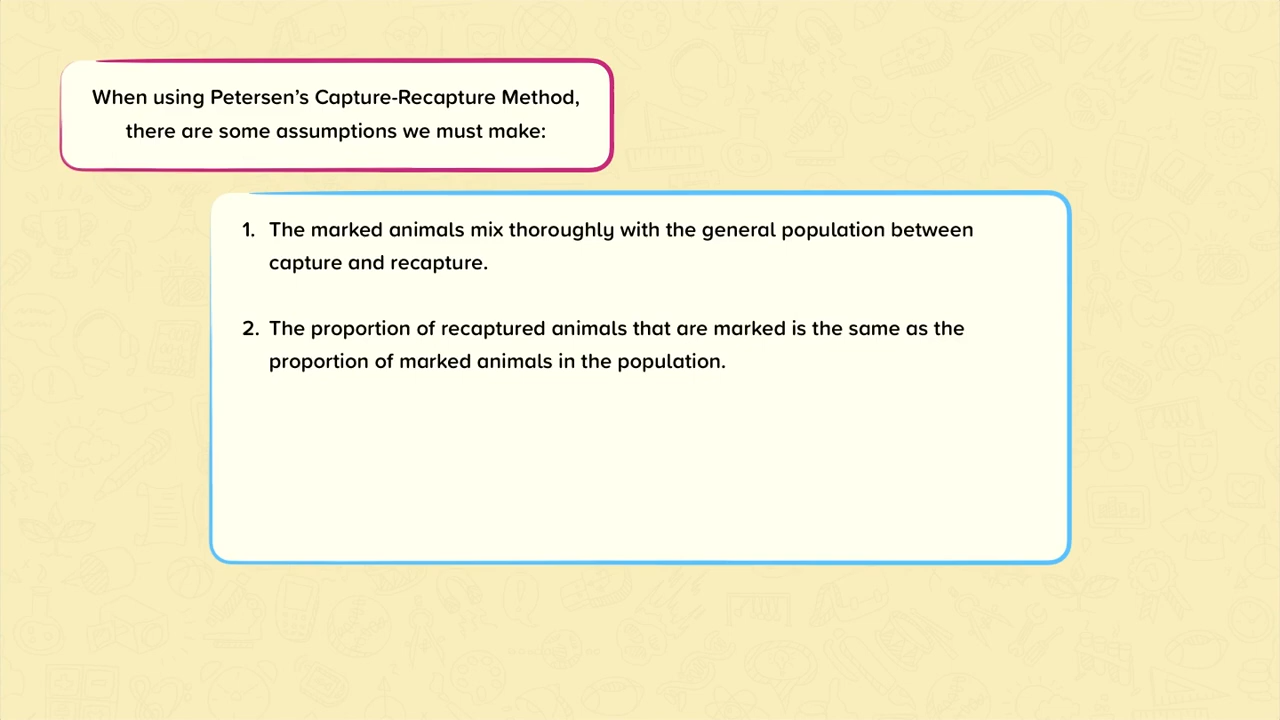 When using Petersen’s Capture-Recapture Method,
there are some assumptions we must make:
1. The marked animals mix thoroughly with the general population between
capture and recapture.
2. The proportion of recaptured animals that are marked is the same as the
proportion of marked animals in the population.